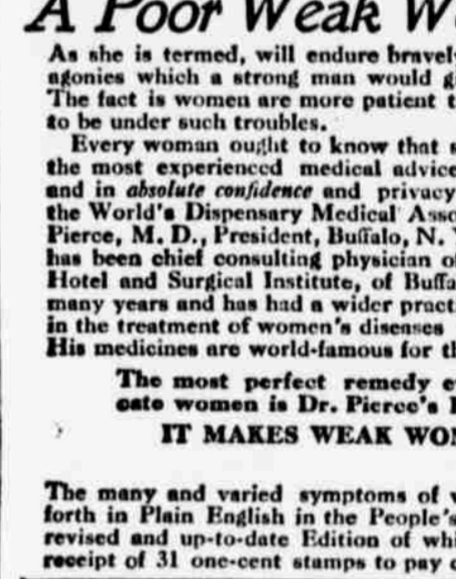 A Poor Weak W
As she is termed, will endure bravely
agonies which a strong man would gi
The fact is women are more patient t
to be under such troubles.
Every woman ought to know that s
the most experienced medical advice
and in absolute confidence and privacy
the World's Dispensary Medical Asso
Pierce, M. D., President, Buffalo, N. Y
has been chief consulting physician o
Hotel and Surgical Institute, of Buffa
many years and has had a wider pract
in the treatment of women's diseases
His medicines are world-famous for th
The most perfect remedy e
cate women is Dr. Pierce's
IT MAKES WEAK WOM
The many and varied symptoms of w
forth in Plain English in the People's
revised and up-to-date Edition of whi
receipt of 31 one-cent stamps to pay c